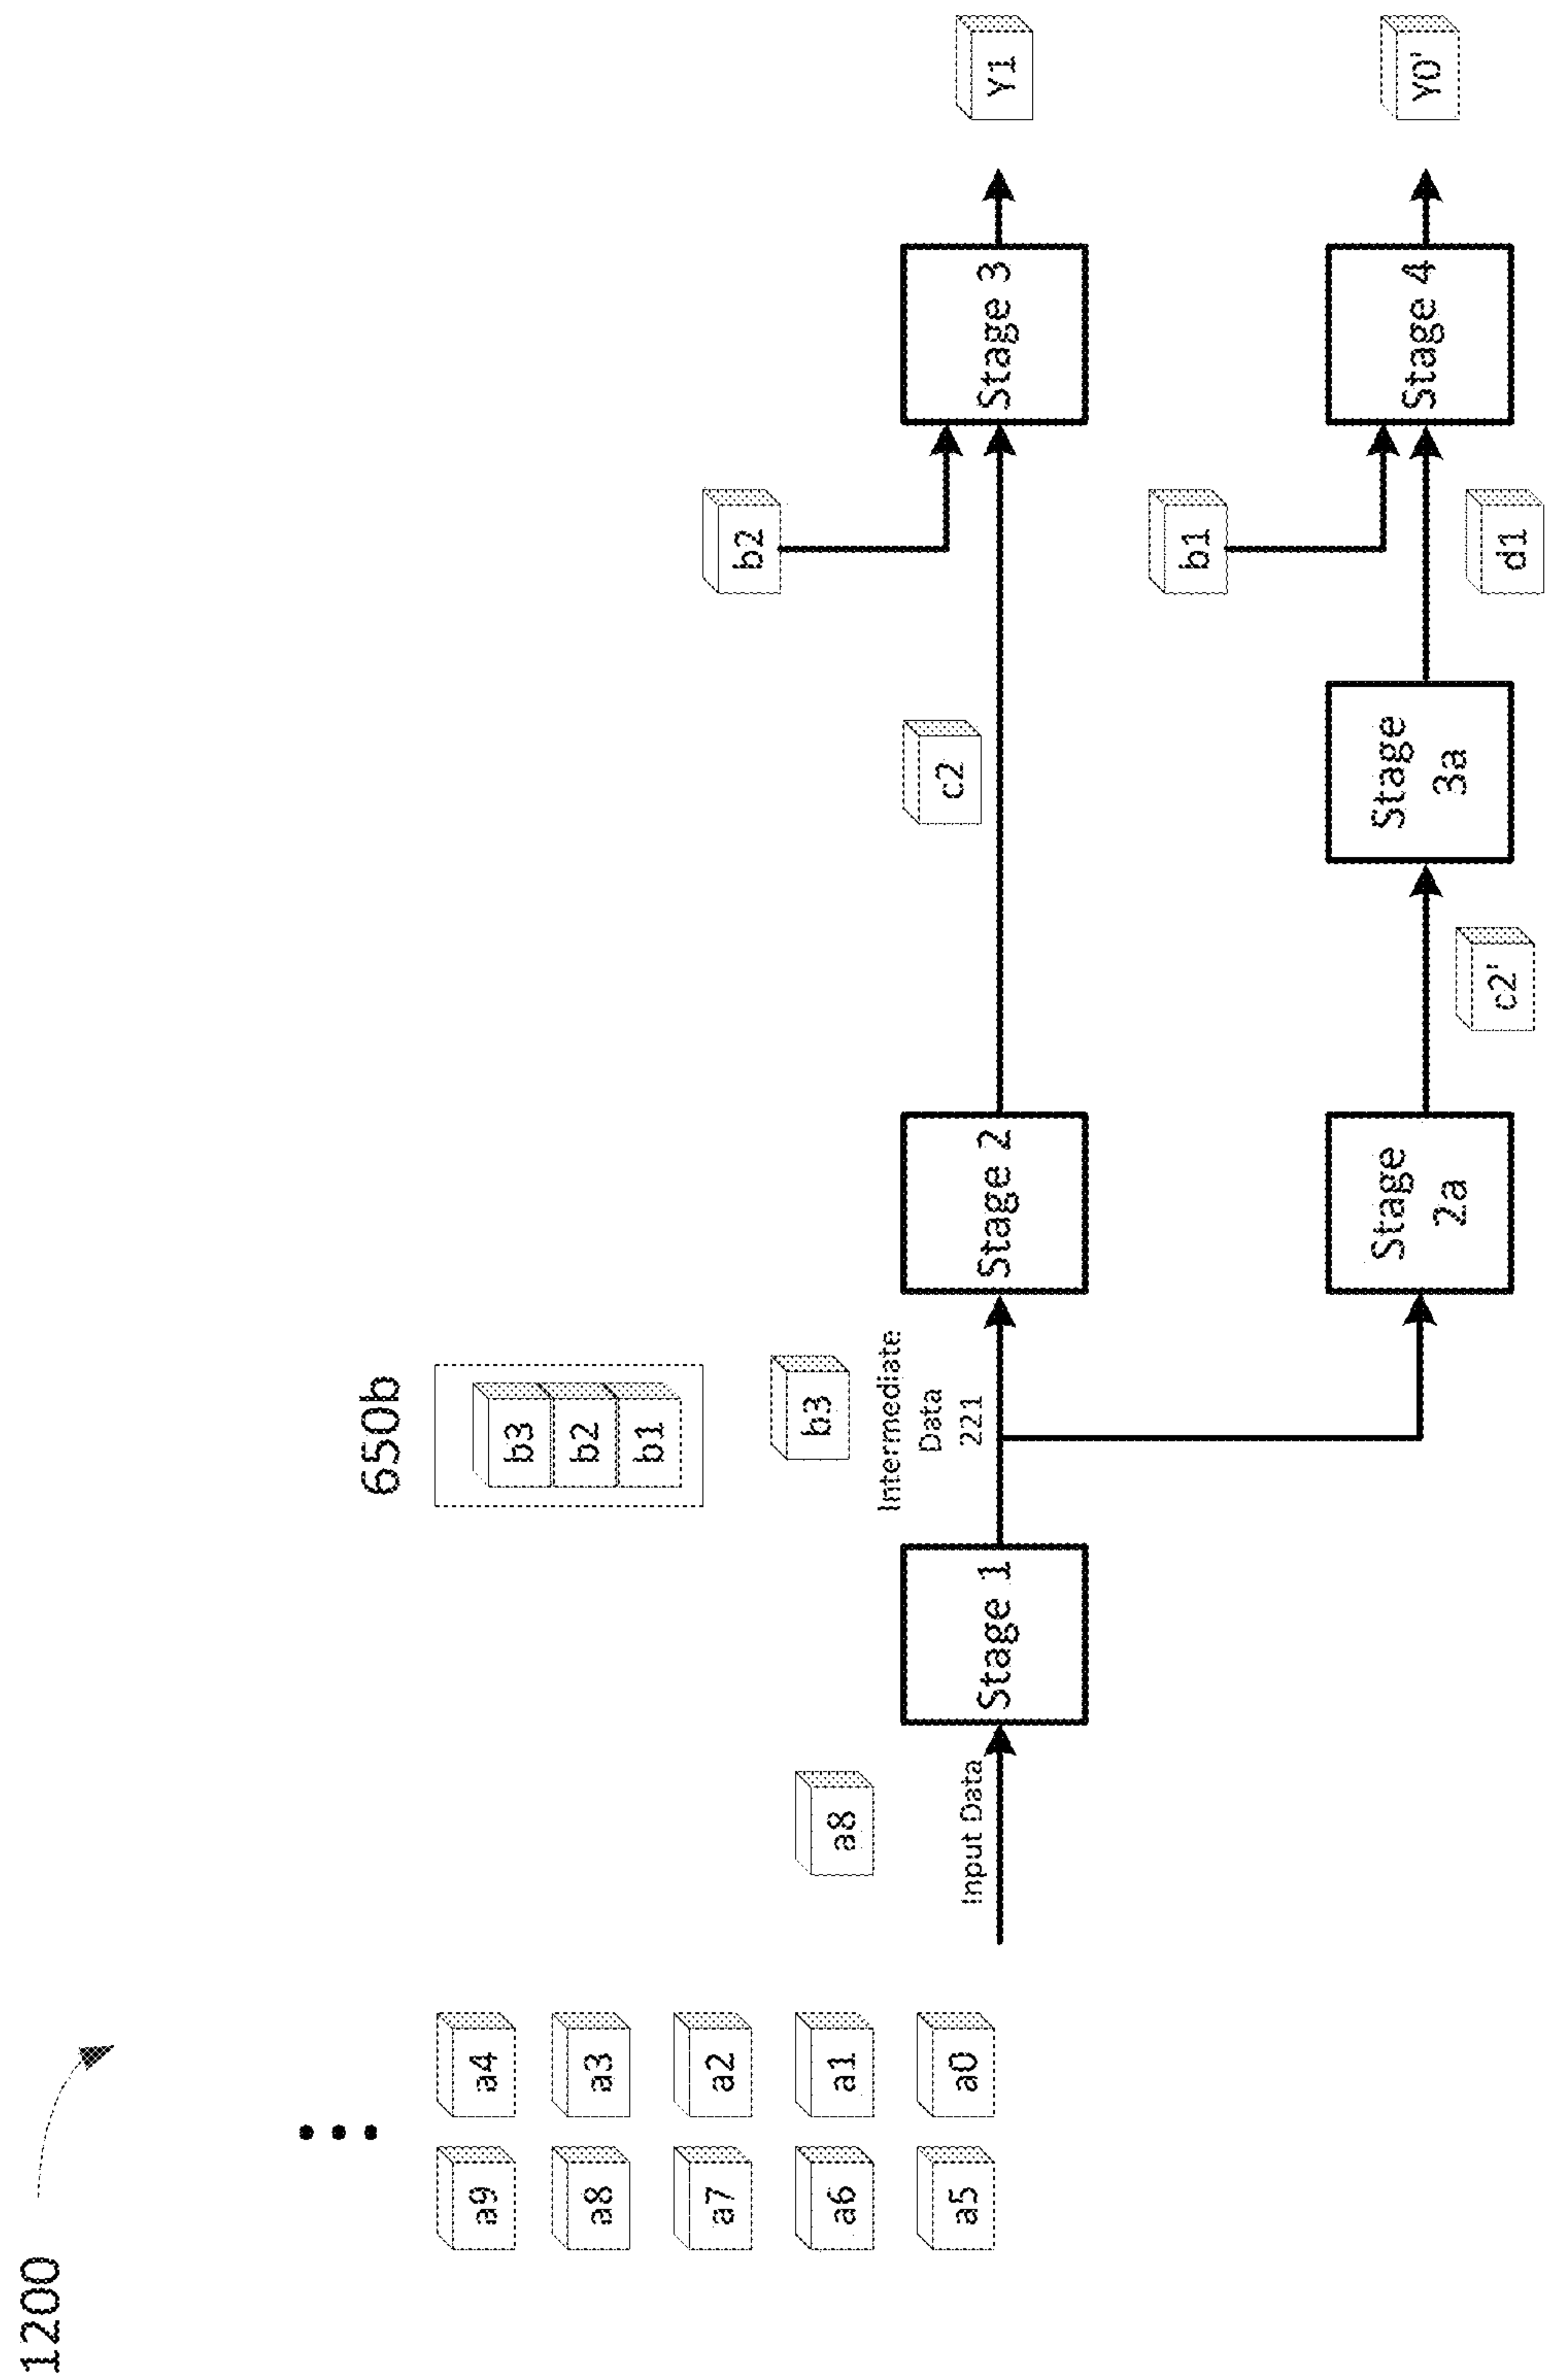 1200
650b
b3
b2
b1
a9
a4
a8
a3
a7
a2
a6
a1
a5
a0
a8
Input Data
Stage 1
b3
Intermediate
Data
221
Stage 2
c2
b2
Stage 3
Y1
Stage
2a
c2'
Stage
3a
b1
d1
Stage 4
Y0'